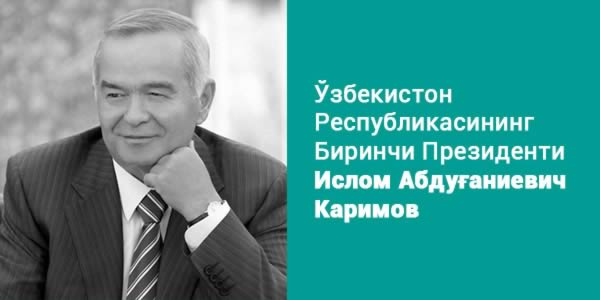 Ўзбекистон
Республикасининг
Биринчи Президенти
Ислом Абдуғаниевич
Каримов